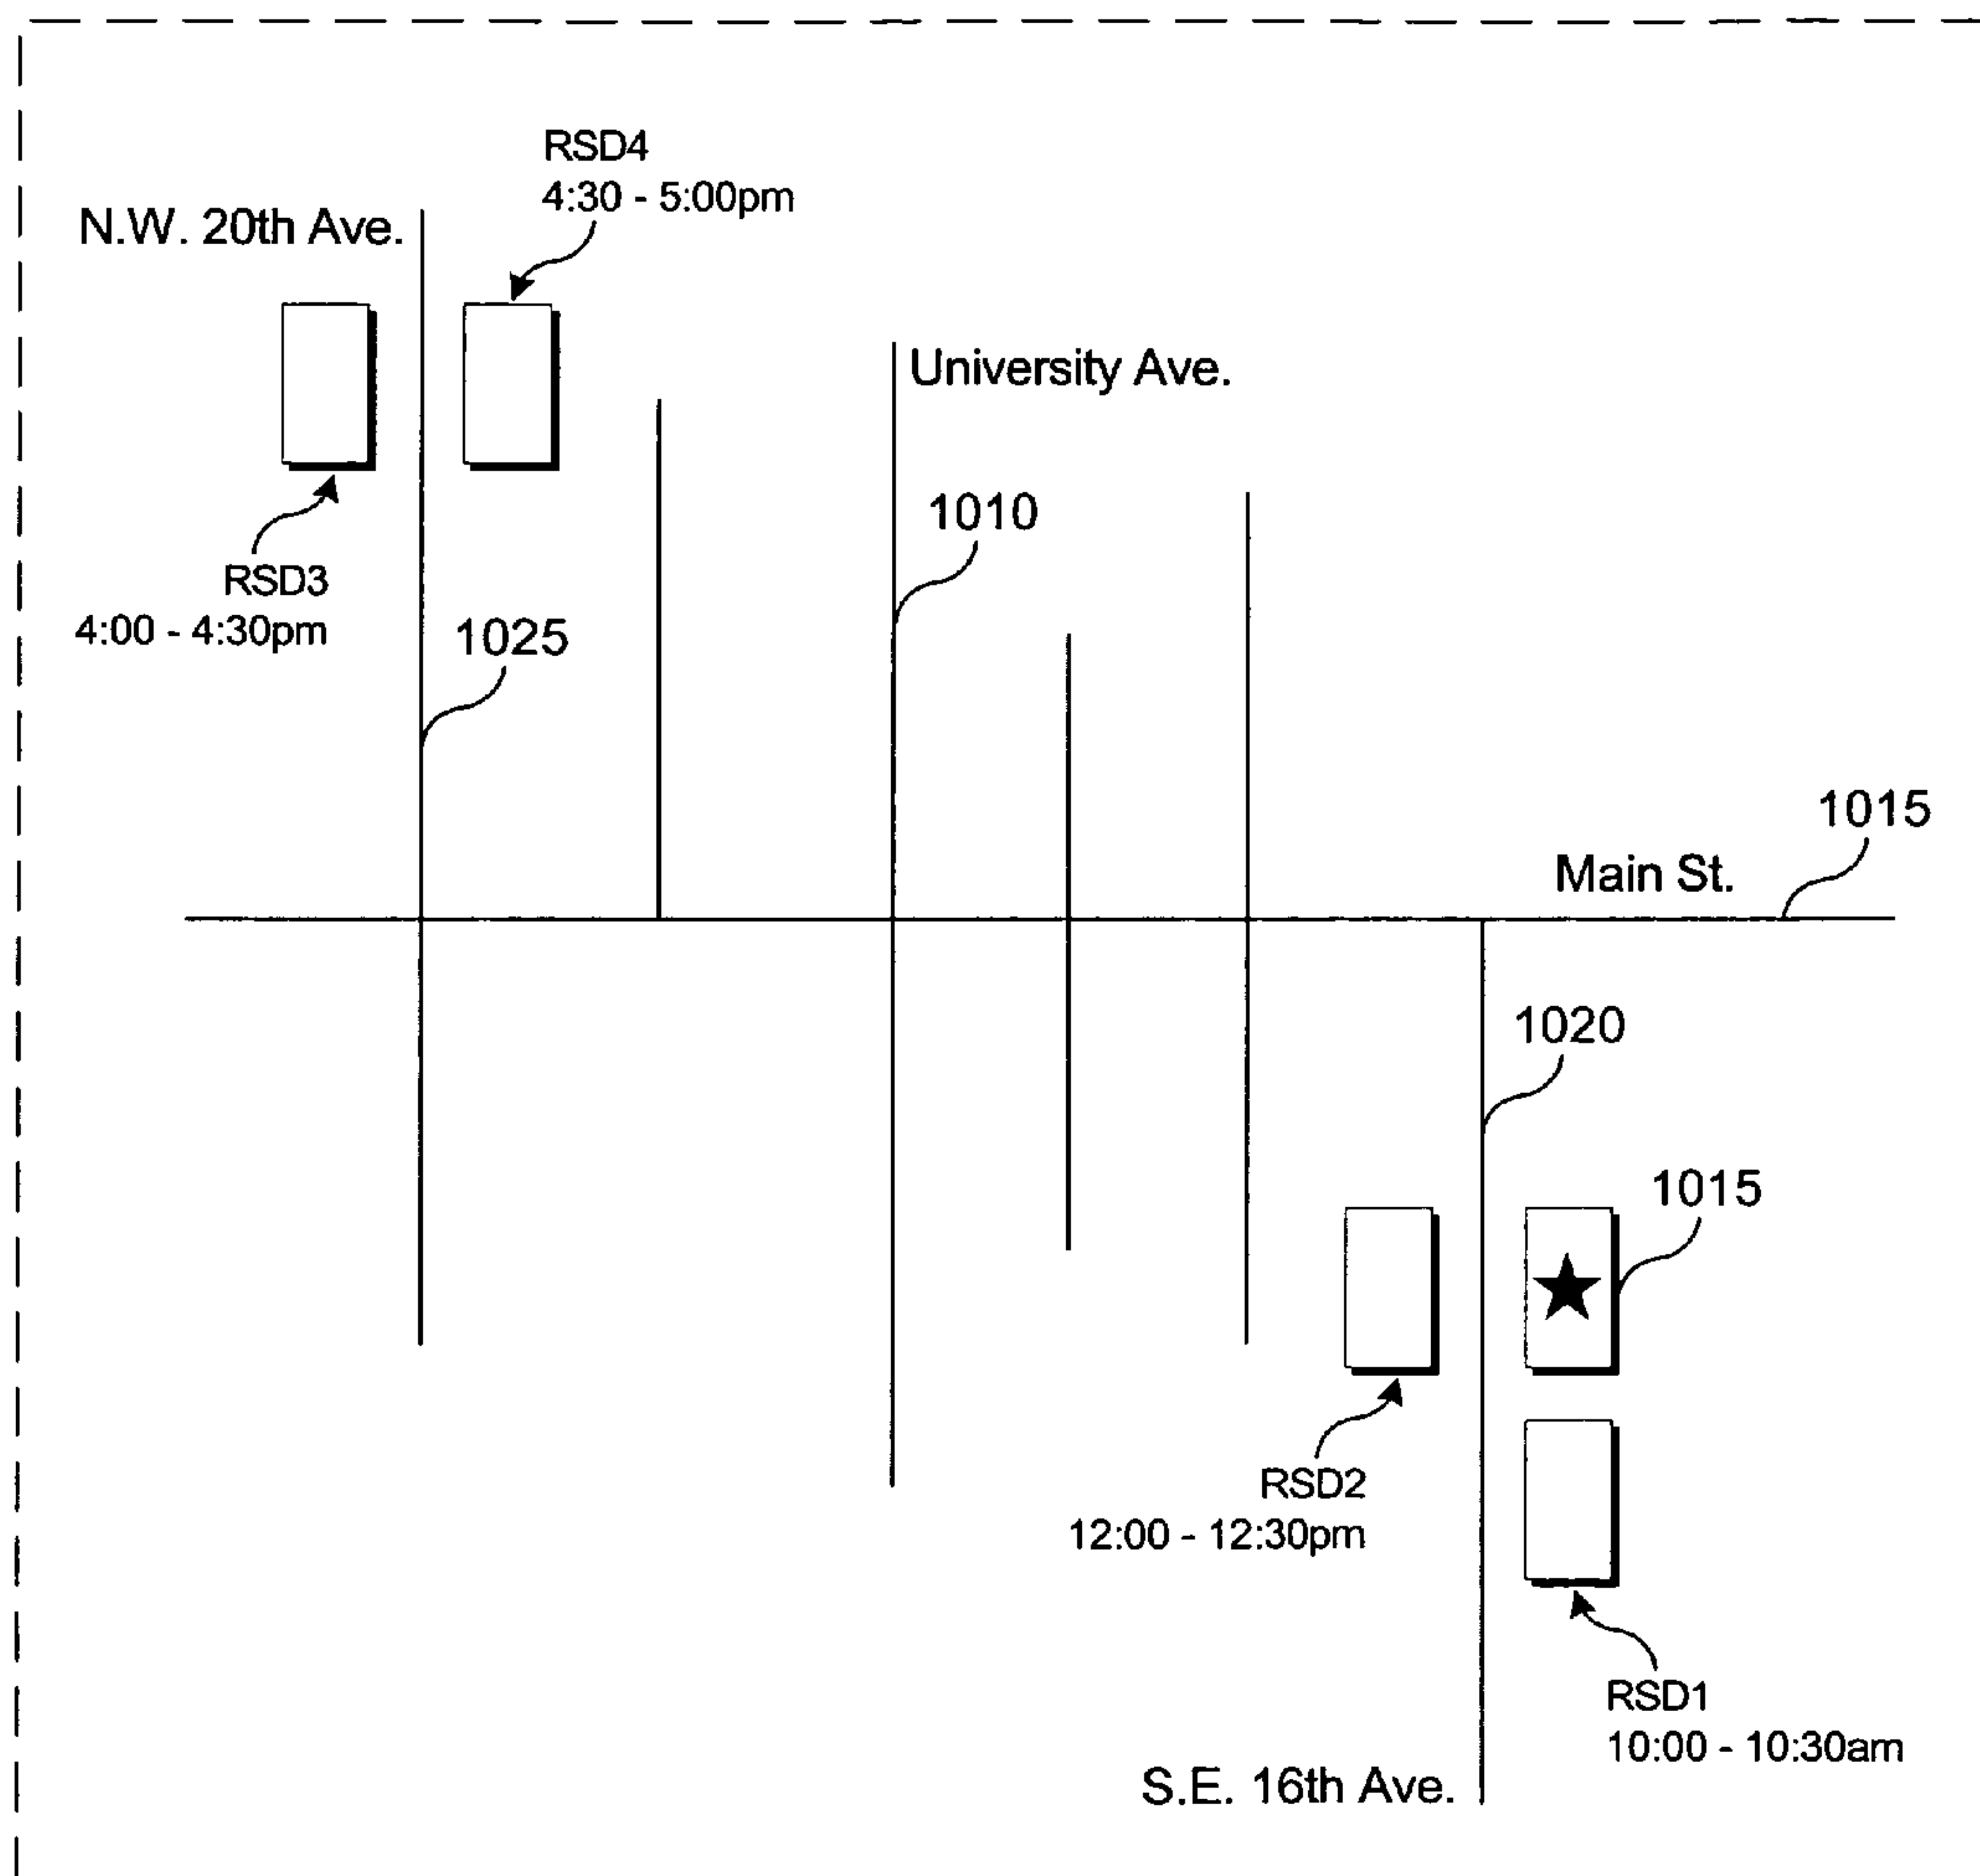 RSD4
4:30 - 5:00pm
N.W. 20th Ave.
University Ave.
1010
RSD3
4:00 - 4:30pm
1025
1015
Main St.
1020
1015
RSD2
12:00 - 12:30pm
RSD1
10:00 - 10:30am
S.E. 16th Ave.